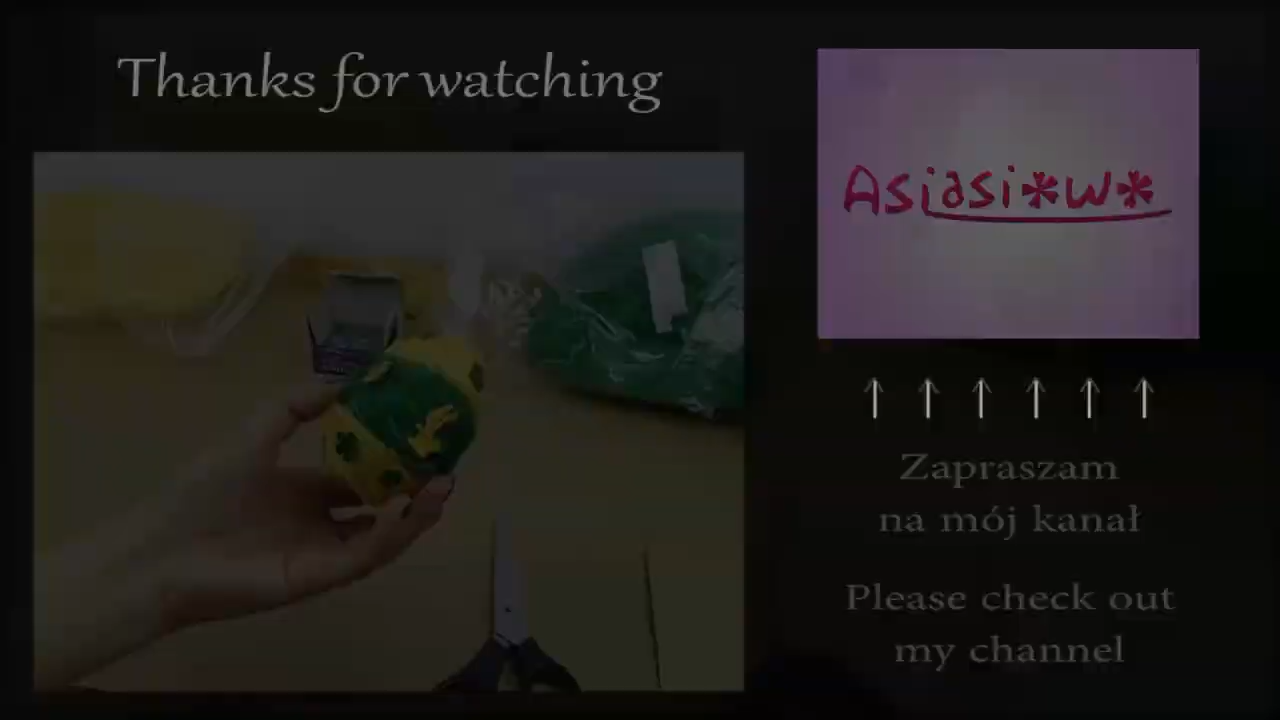 Thanks for watching
Asiasi*w*
↑ ↑ ↑ ↑ ↑ ↑
Zapraszam
na mój kanał
Please check out
my channel